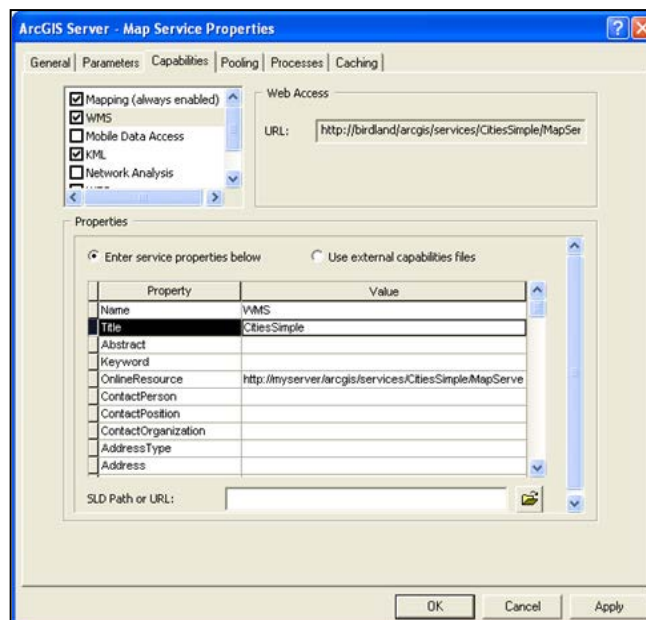 ArcGIS Server - Map Service Properties
General Parameters Capabilities Pooling Processes Caching
Mapping (always enabled)
WMS
Mobile Data Access
KML
Network Analysis
Web Access
URL: http://birdland/arcgis/services/CitiesSimple/MapSer
Properties
Enter service properties below Use external capabilities files
Property Value
Name WMS
Title CitiesSimple
Abstract
Keyword
OnlineResource http://myserver/arcgis/services/CitiesSimple/MapServe
ContactPerson
ContactPosition
ContactOrganization
AddressType
Address
SLD Path or URL:
OK Cancel Apply